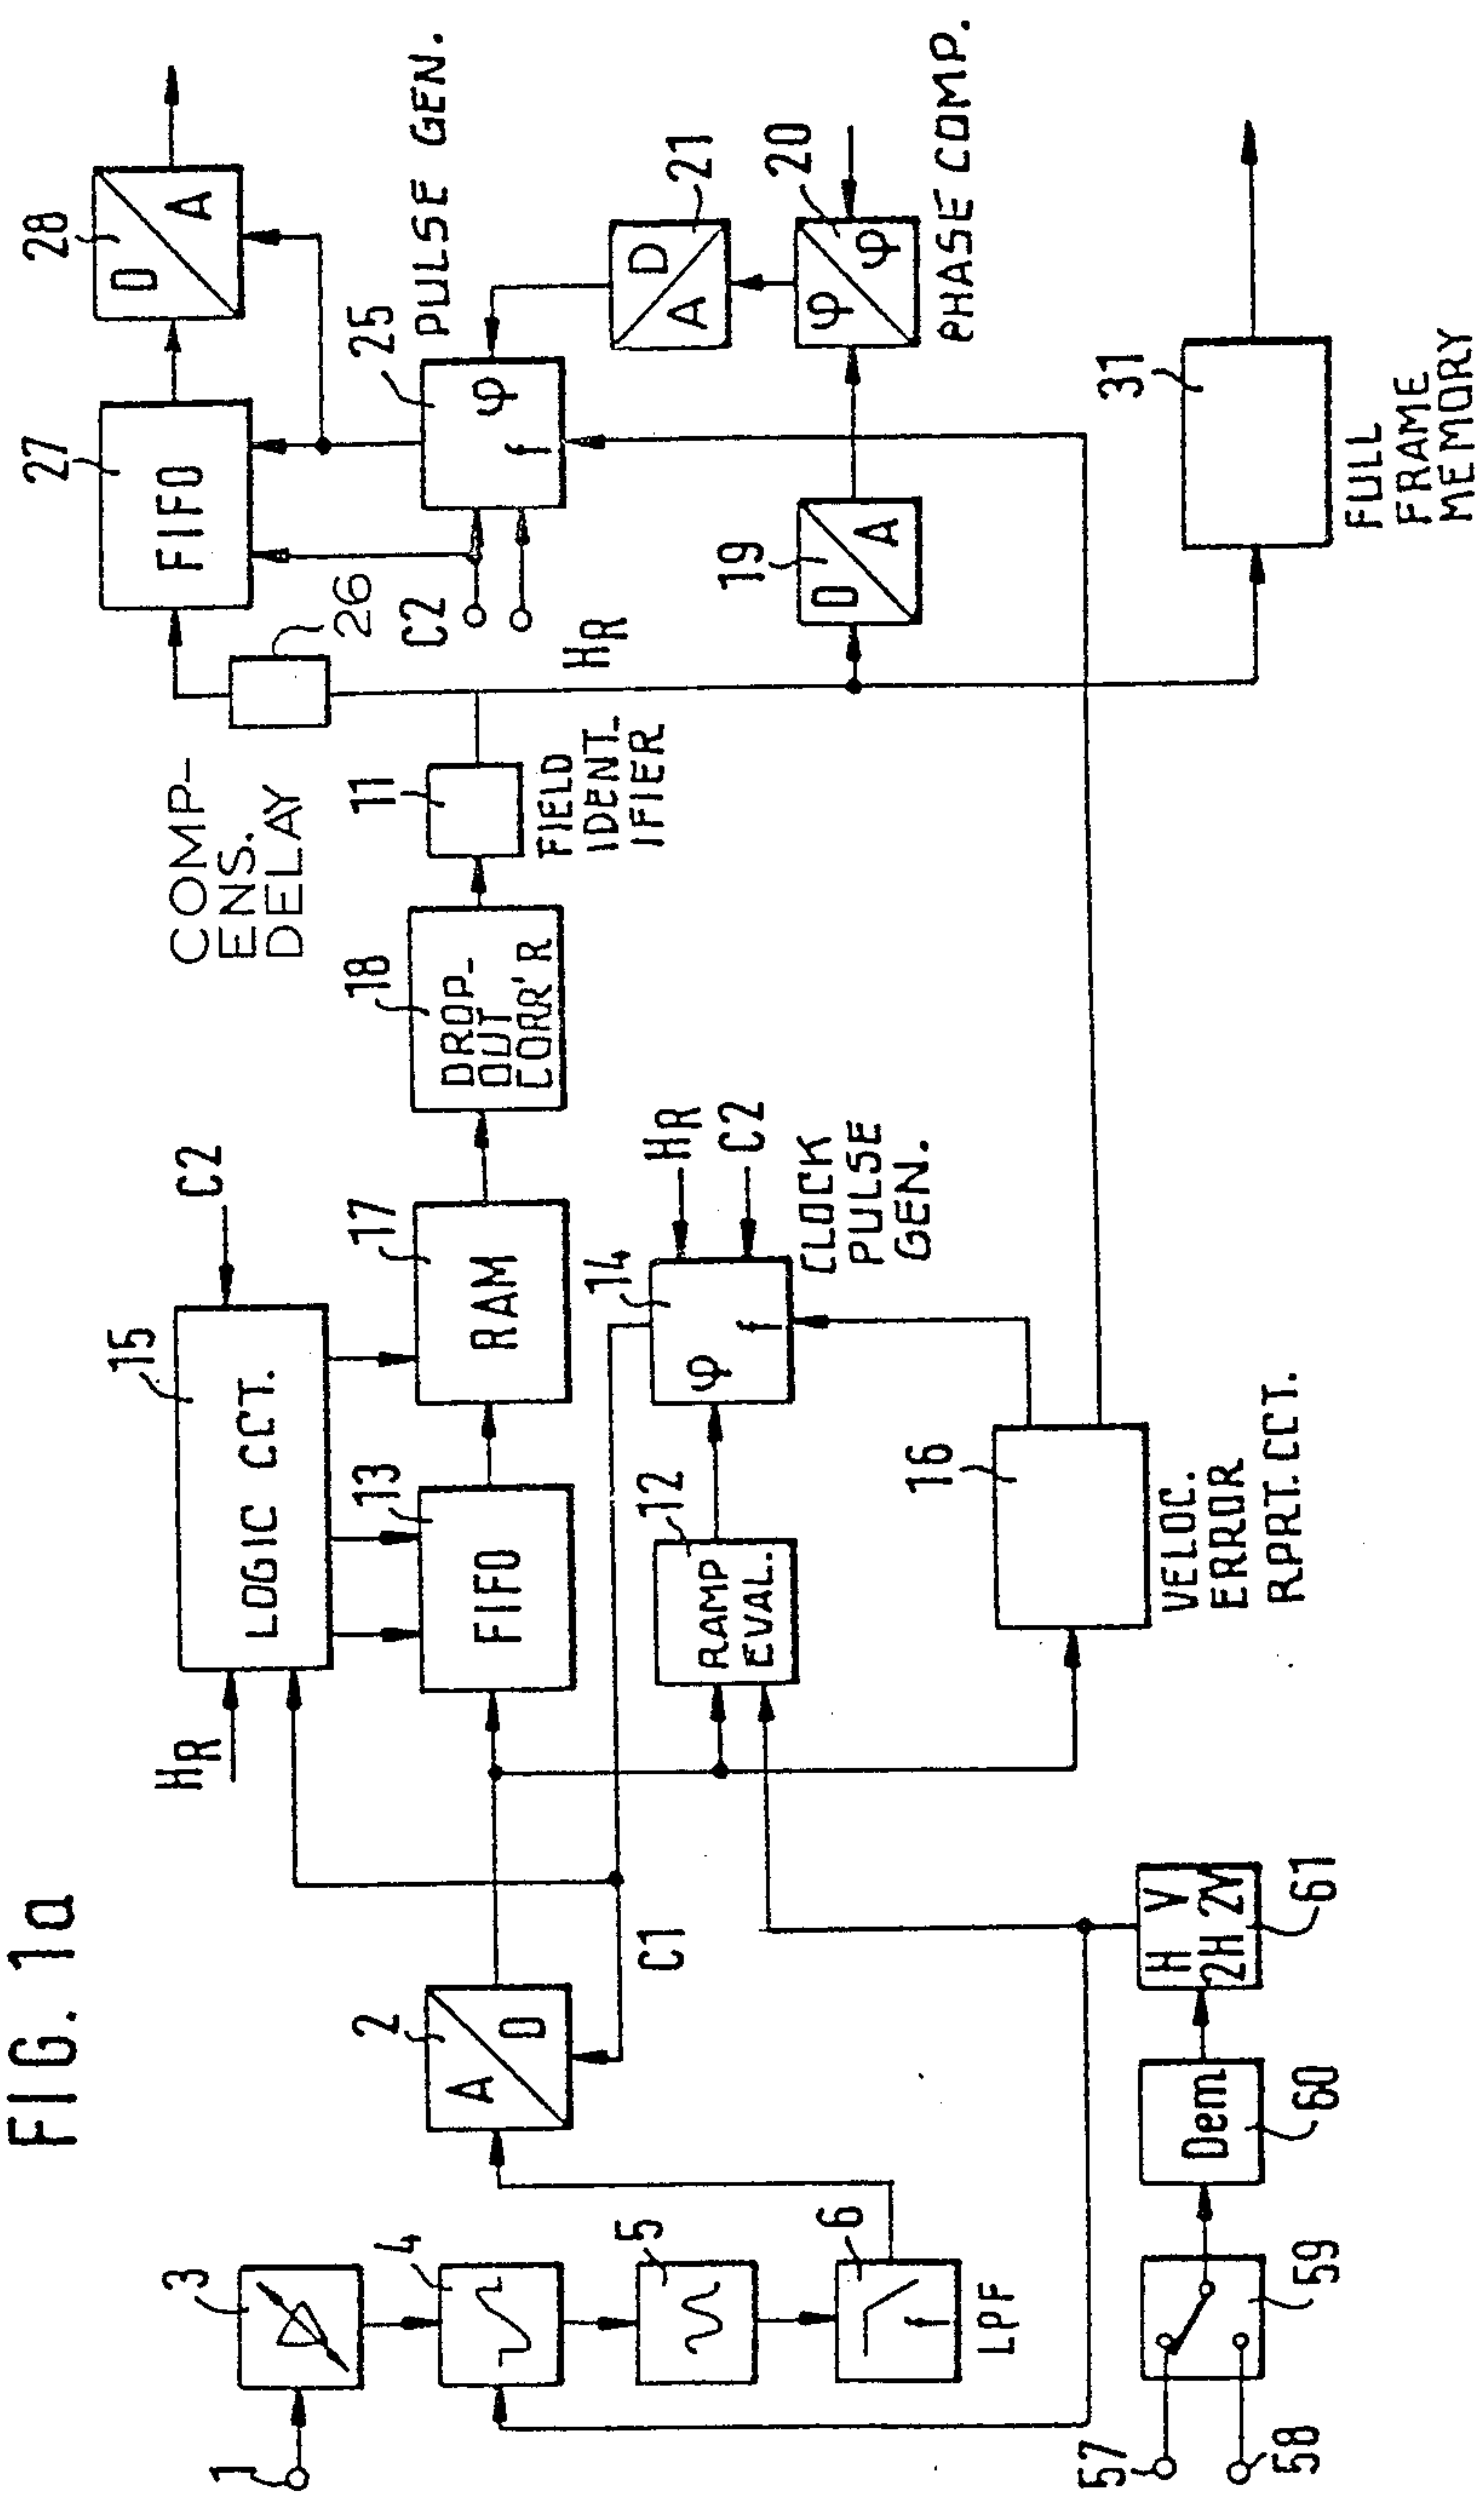 FIG. 1a
1
3
4
5
6
LPF
2
A
D
C1
57
58
59
60
Dem
61
H V
2H 2V
HR
15
LOGIC CCT.
C2
13
FIFO
17
RAM
12
RAMP
EVAL.
14
φ
f
HR
C2
CLOCK
PULSE
GEN.
16
VELOC.
ERROR
RPRT. CCT.
18
DROP-
OUT
CORR'R
11
FIELD
IDENT-
IFIER
COMP-
ENS.
DELAY
26
27
FIFO
28
D
A
C2
HR
25
φ
f
PULSE GEN.
19
D
A
21
D
A
20
φ
φ
PHASE COMP.
31
FULL
FRAME
MEMORY